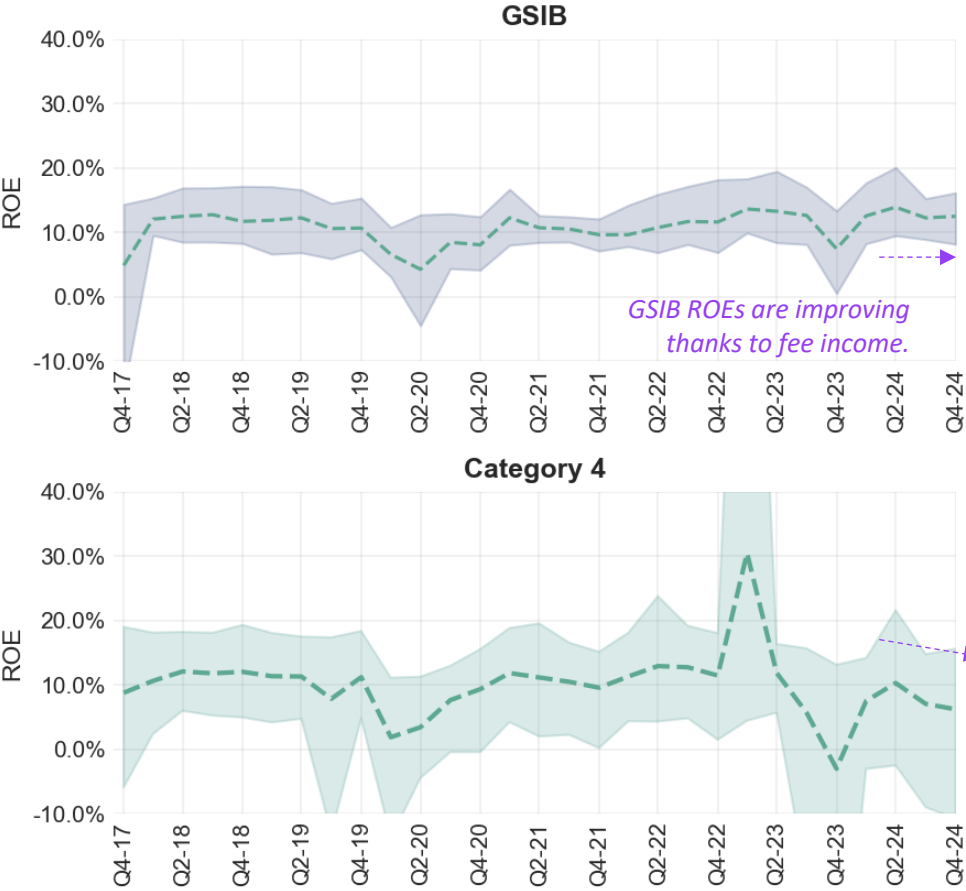 GSIB
40.0%
30.0%
20.0%
10.0%
0.0%
-10.0%
ROE
GSIB ROEs are improving
thanks to fee income.
Q4-17
Q2-18
Q4-18
Q2-19
Q4-19
Q2-20
Q4-20
Q2-21
Q4-21
Q2-22
Q4-22
Q2-23
Q4-23
Q2-24
Q4-24
Category 4
40.0%
30.0%
20.0%
10.0%
0.0%
-10.0%
ROE
Q4-17
Q2-18
Q4-18
Q2-19
Q4-19
Q2-20
Q4-20
Q2-21
Q4-21
Q2-22
Q4-22
Q2-23
Q4-23
Q2-24
Q4-24